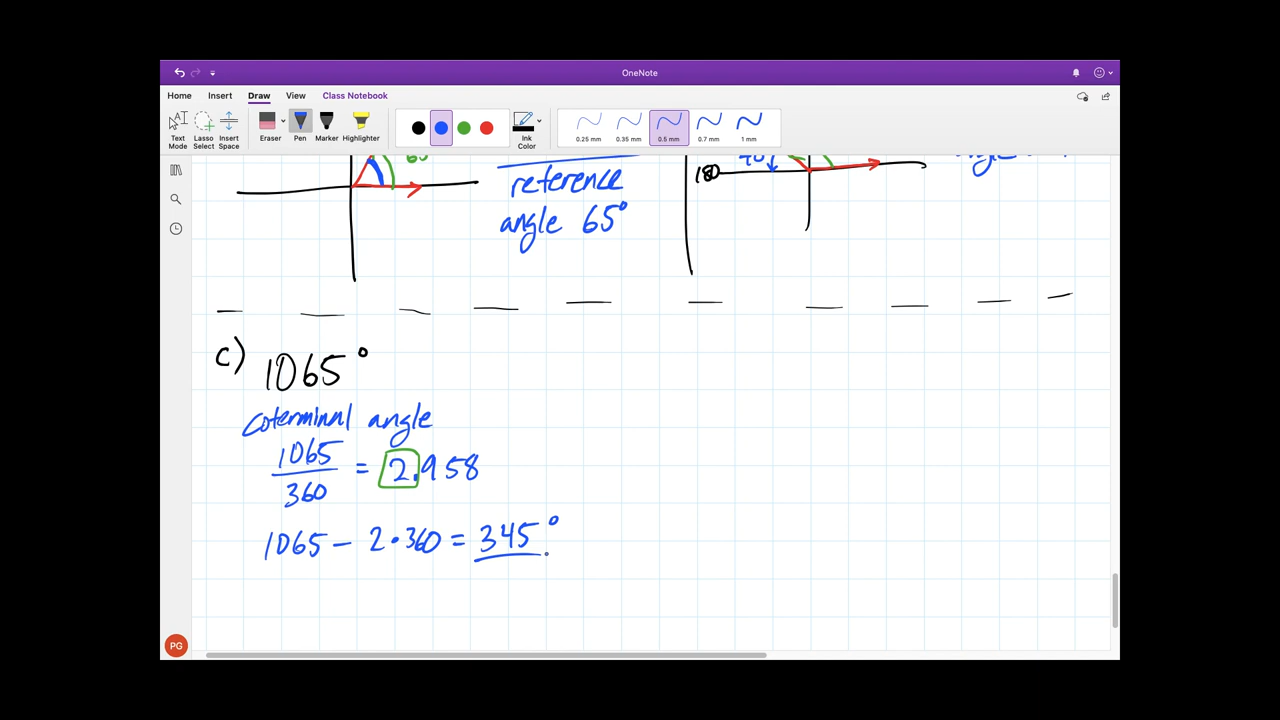 OneNote
Home Insert Draw View Class Notebook
Text Mode Lasso Select Insert Space Eraser Pen Marker Highlighter Ink Color 0.25 mm 0.35 mm 0.5 mm 0.7 mm 1 mm
reference
angle 65°
180
c) 1065°
coterminal angle
1065
360
= 2.958
1065 - 2•360 = 345°
PG